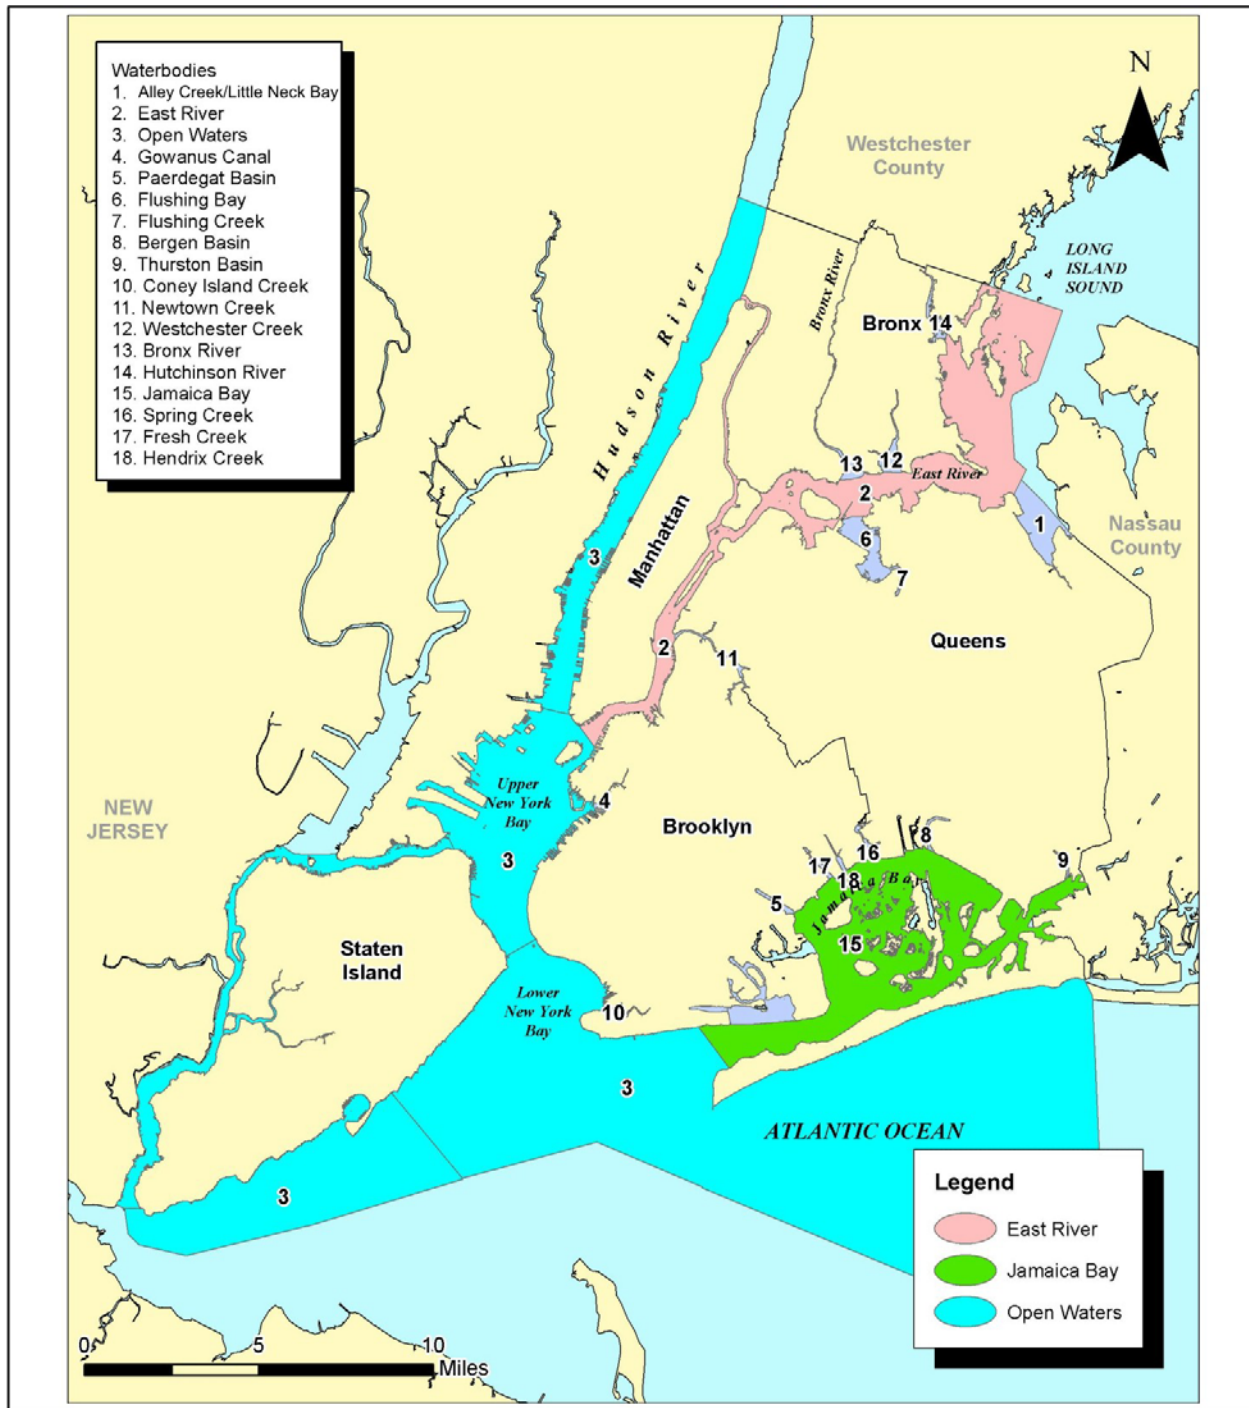 Waterbodies
1. Alley Creek/Little Neck Bay
2. East River
3. Open Waters
4. Gowanus Canal
5. Paerdegat Basin
6. Flushing Bay
7. Flushing Creek
8. Bergen Basin
9. Thurston Basin
10. Coney Island Creek
11. Newtown Creek
12. Westchester Creek
13. Bronx River
14. Hutchinson River
15. Jamaica Bay
16. Spring Creek
17. Fresh Creek
18. Hendrix Creek
N
Westchester
County
LONG
ISLAND
SOUND
Hudson River
Bronx River
Bronx 14
13
12
East River
2
1
Nassau
County
6
7
3
Manhattan
2
11
Queens
Upper
New York
Bay
4
NEW
JERSEY
Brooklyn
3
8
16
17
18
9
Jamaica Bay
5
15
Staten
Island
Lower
New York
Bay
10
3
ATLANTIC OCEAN
3
Legend
East River
Jamaica Bay
Open Waters
0 5 10
Miles